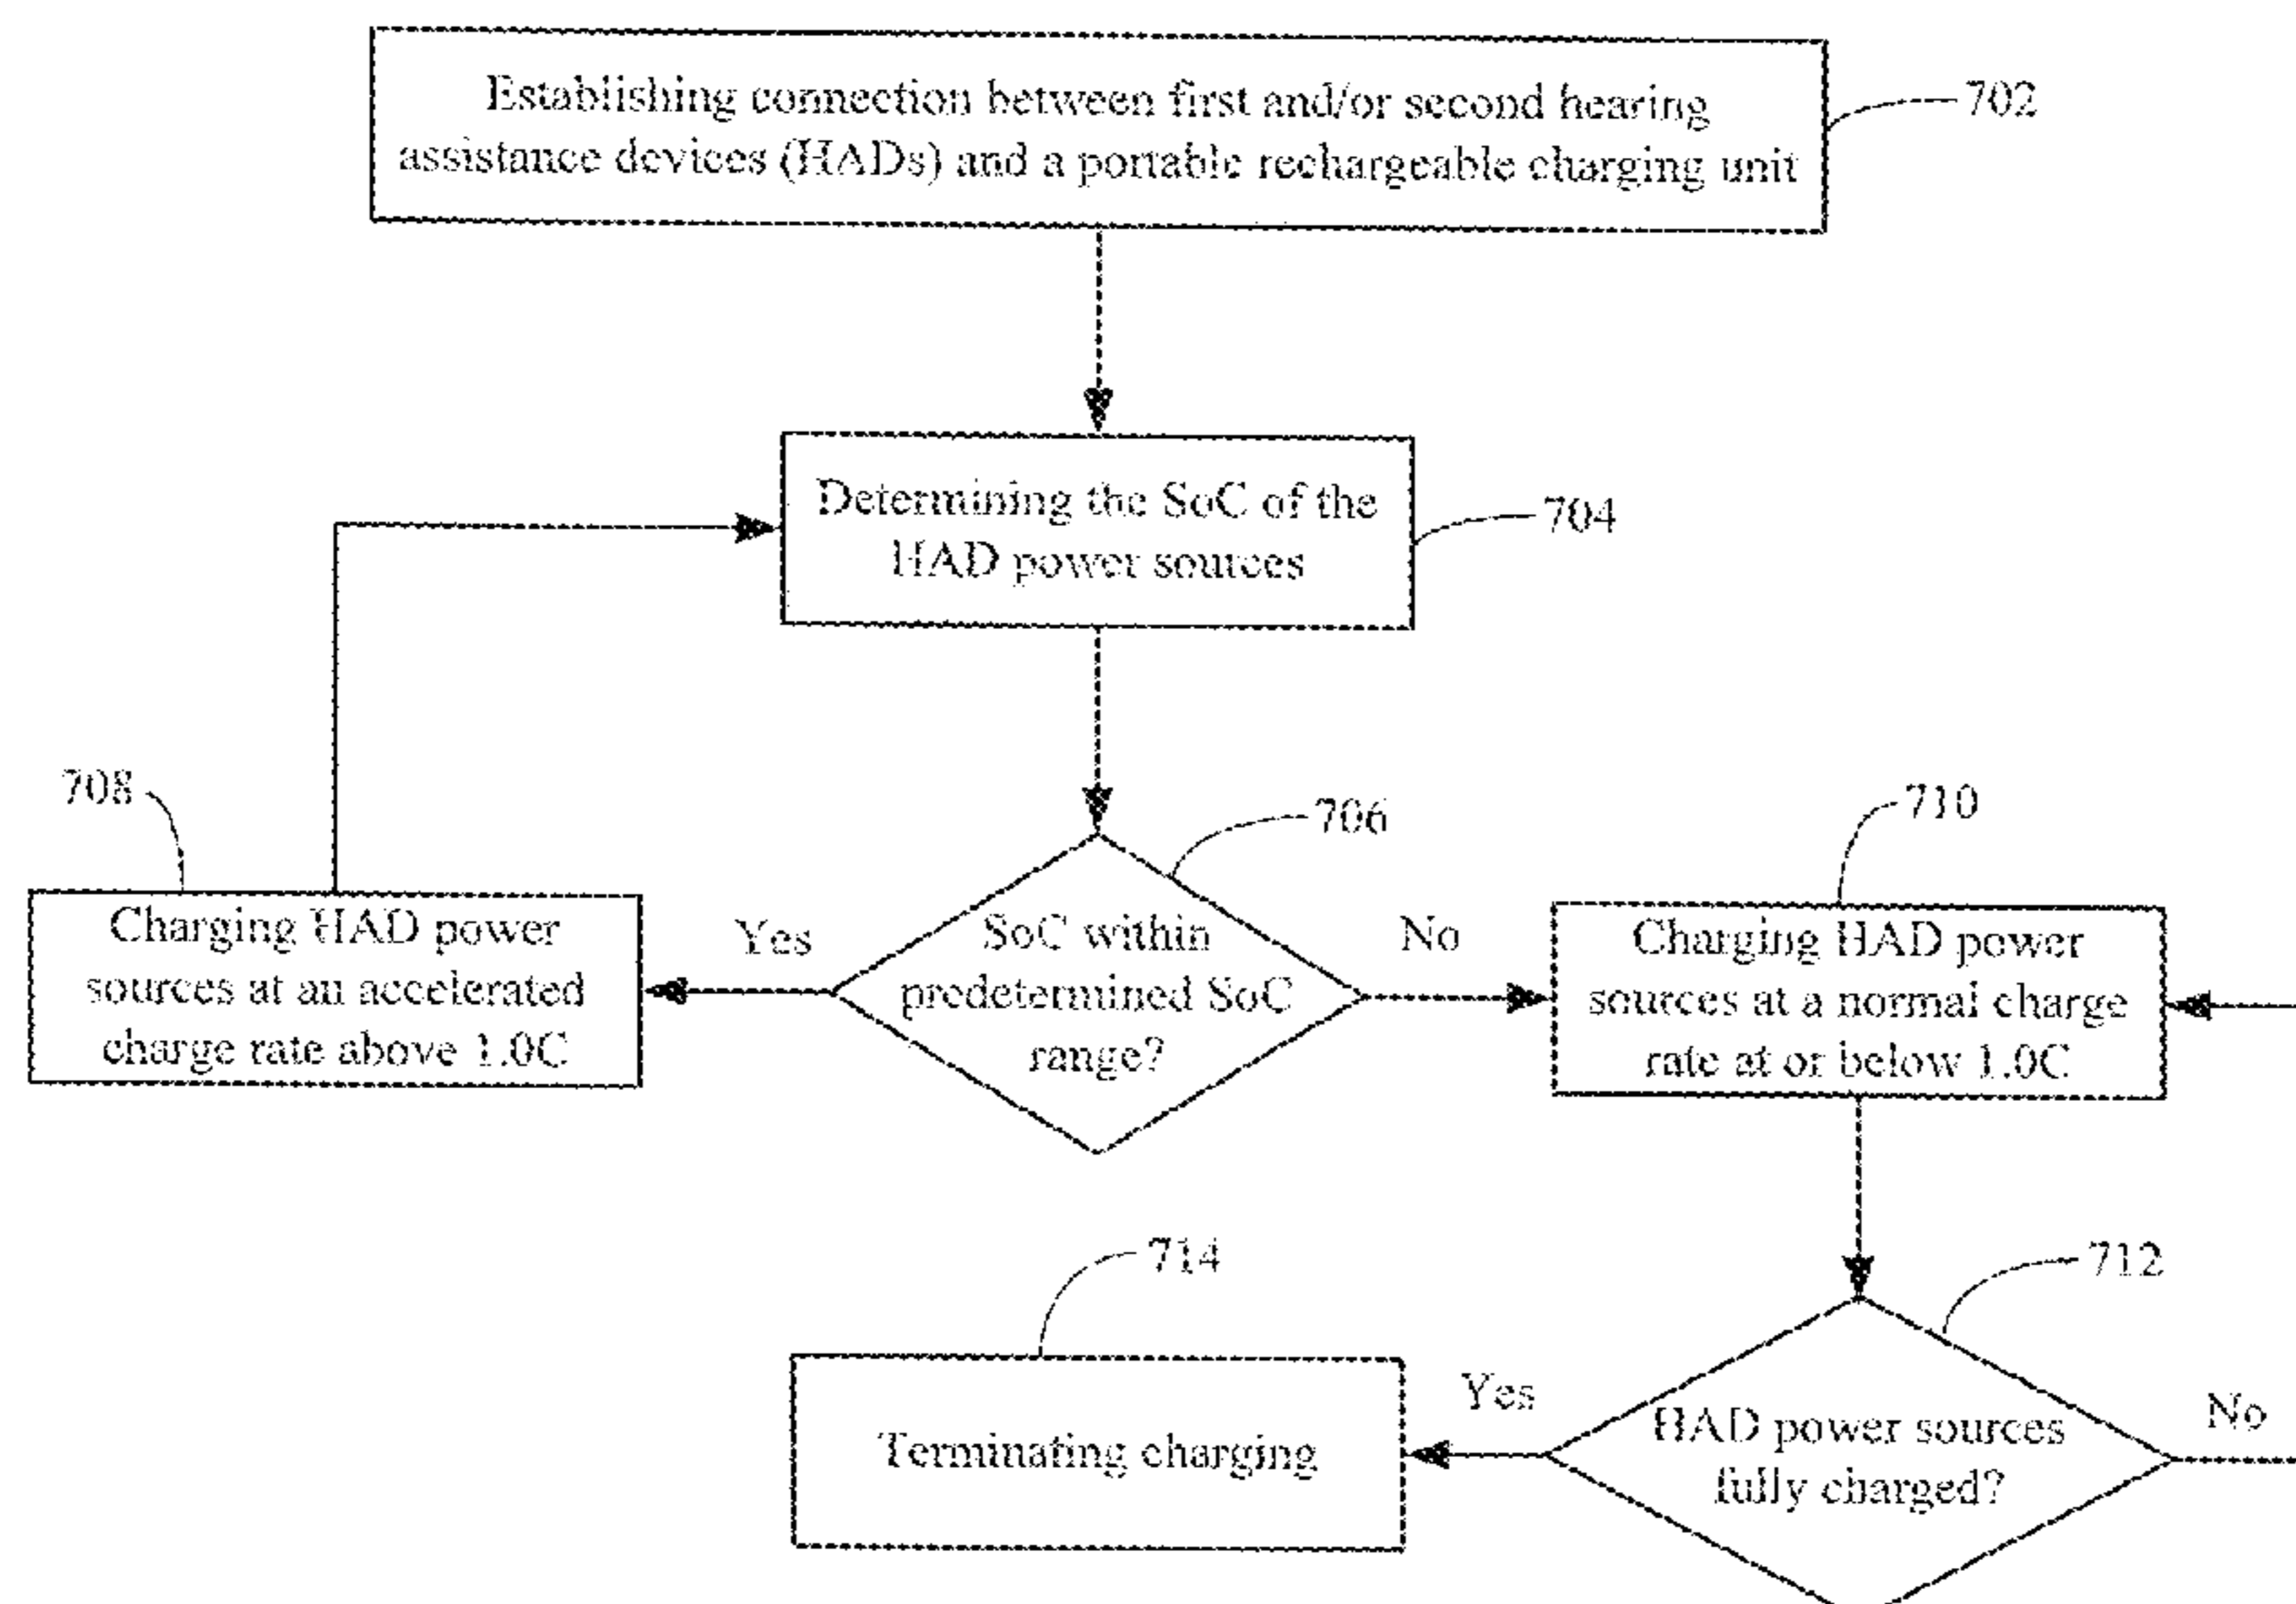 Establishing connection between first and/or second hearing
assistance devices (HADs) and a portable rechargeable charging unit
702
Determining the SoC of the
HAD power sources
704
708
706
710
Charging HAD power
sources at an accelerated
charge rate above 1.0C
Yes
SoC within
predetermined SoC
range?
No
Charging HAD power
sources at a normal charge
rate at or below 1.0C
714
712
Terminating charging
Yes
HAD power sources
fully charged?
No